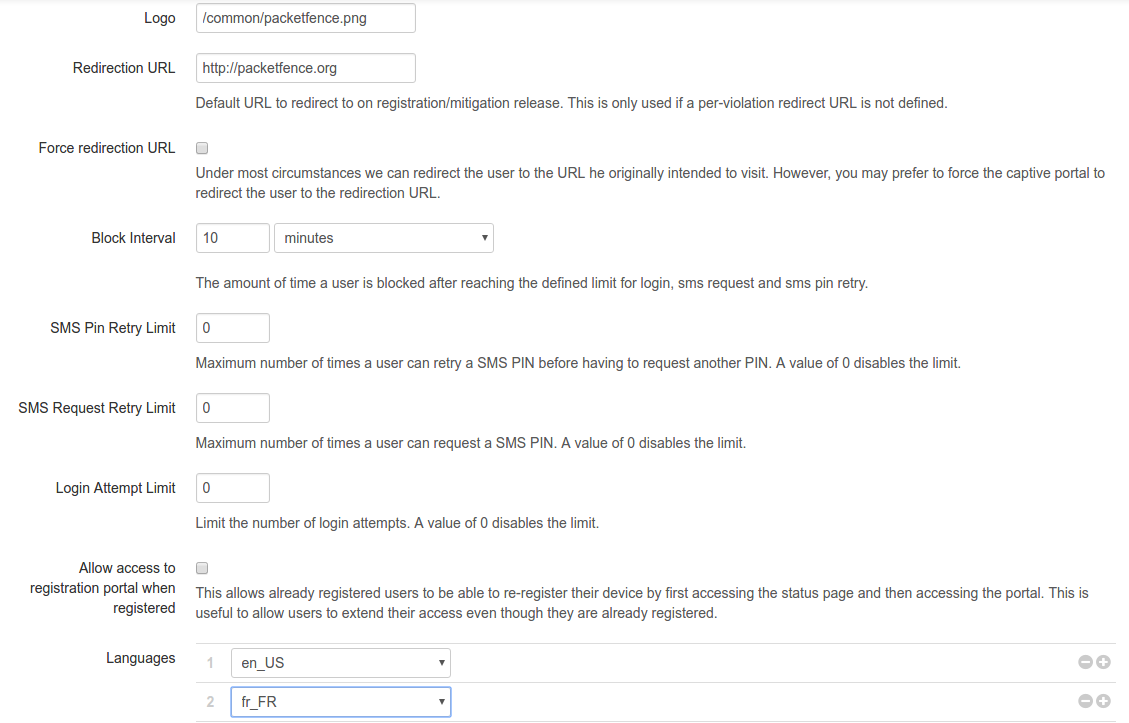 Logo /common/packetfence.png
Redirection URL http://packetfence.org
Default URL to redirect to on registration/mitigation release. This is only used if a per-violation redirect URL is not defined.
Force redirection URL
Under most circumstances we can redirect the user to the URL he originally intended to visit. However, you may prefer to force the captive portal to
redirect the user to the redirection URL.
Block Interval 10 minutes
The amount of time a user is blocked after reaching the defined limit for login, sms request and sms pin retry.
SMS Pin Retry Limit 0
Maximum number of times a user can retry a SMS PIN before having to request another PIN. A value of 0 disables the limit.
SMS Request Retry Limit 0
Maximum number of times a user can request a SMS PIN. A value of 0 disables the limit.
Login Attempt Limit 0
Limit the number of login attempts. A value of 0 disables the limit.
Allow access to
registration portal when
registered
This allows already registered users to be able to re-register their device by first accessing the status page and then accessing the portal. This is
useful to allow users to extend their access even though they are already registered.
Languages 1 en_US
2 fr_FR